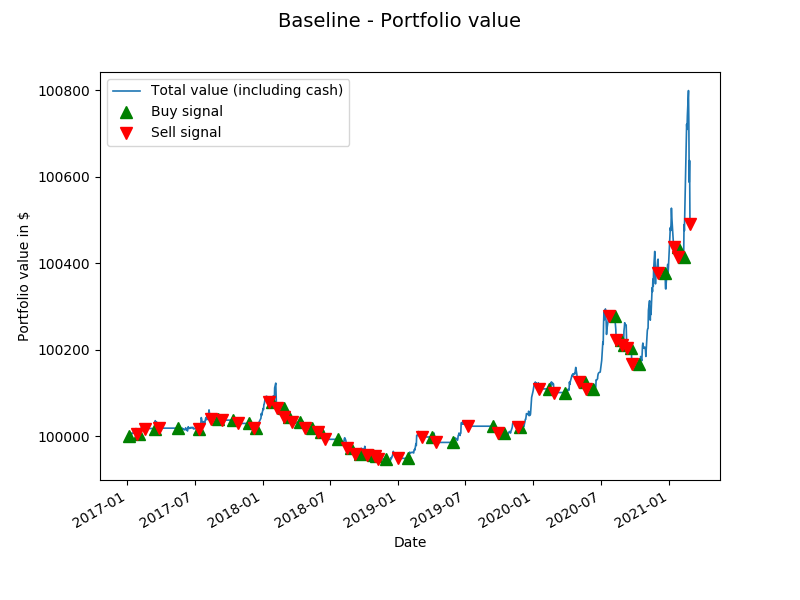 Baseline - Portfolio value
Total value (including cash)
Buy signal
Sell signal
100800
100600
100400
100200
100000
Portfolio value in $
2017-01
2017-07
2018-01
2018-07
2019-01
2019-07
2020-01
2020-07
2021-01
Date